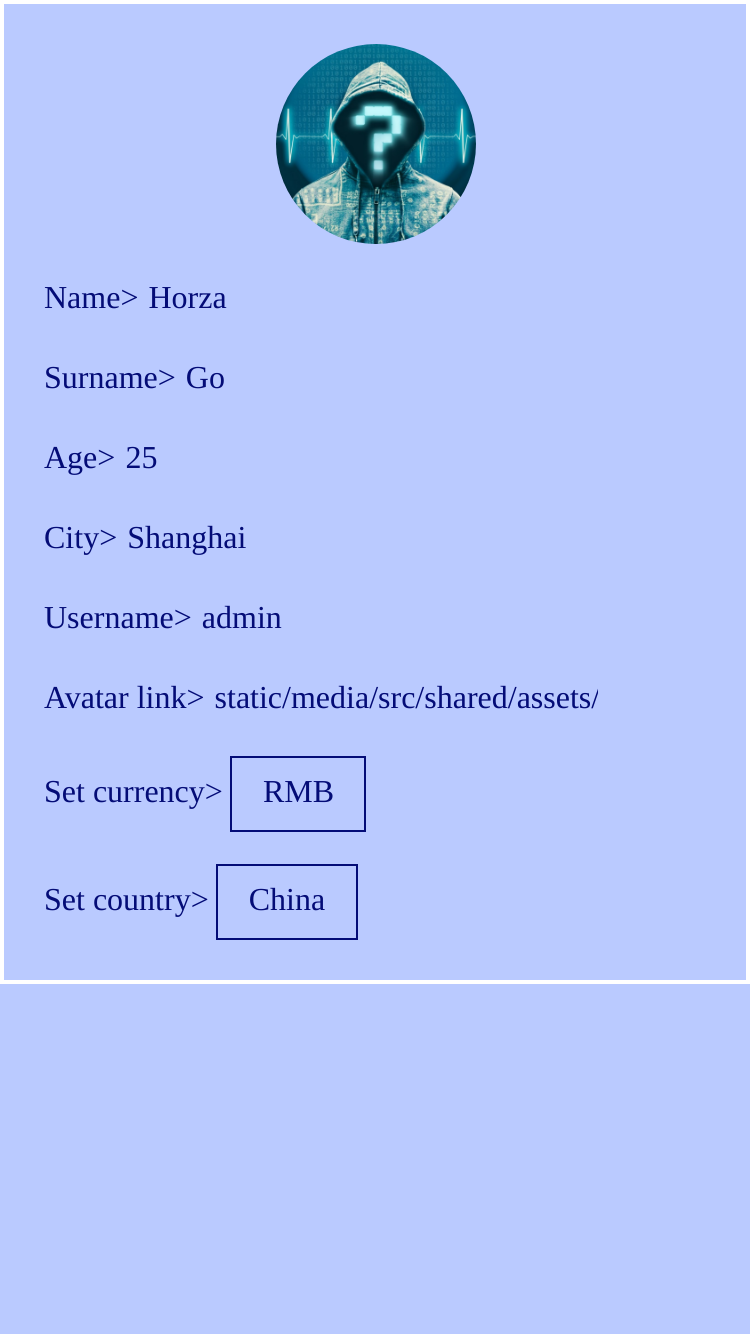 ?
Name> Horza
Surname> Go
Age> 25
City> Shanghai
Username> admin
Avatar link> static/media/src/shared/assets/
Set currency> RMB
Set country> China